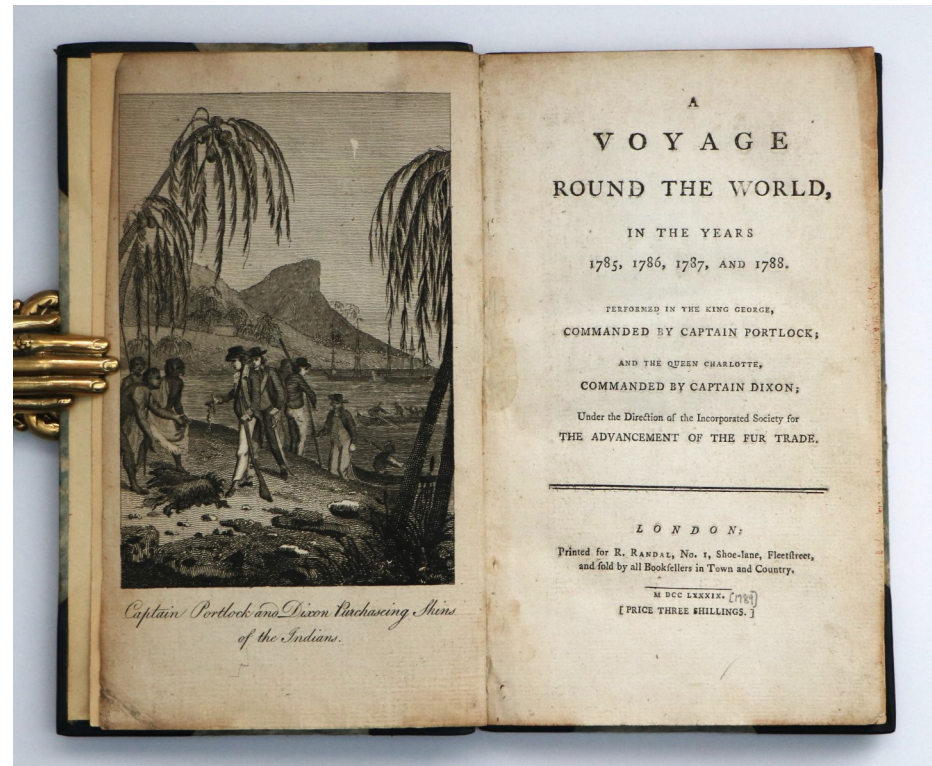 Captain Portlock and Dixon Purchaseing Skins
of the Indians.
A
VOYAGE
ROUND THE WORLD,
IN THE YEARS
1785, 1786, 1787, AND 1788.
PERFORMED IN THE KING GEORGE,
COMMANDED BY CAPTAIN PORTLOCK;
AND THE QUEEN CHARLOTTE,
COMMANDED BY CAPTAIN DIXON;
Under the Direction of the Incorporated Society for
THE ADVANCEMENT OF THE FUR TRADE.
LONDON:
Printed for R. RANDAL, No. 1, Shoe-lane, Fleetſtreet,
and ſold by all Bookſellers in Town and Country.
M DCC LXXXIX. [1789]
[PRICE THREE SHILLINGS.]